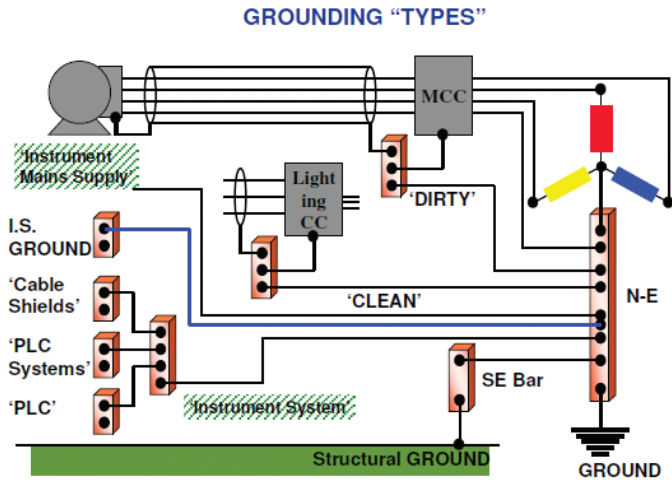 GROUNDING “TYPES”
MCC
‘Instrument
Mains Supply’
Light
ing
CC
‘DIRTY’
I.S.
GROUND
‘CLEAN’
N-E
‘Cable
Shields’
‘PLC
Systems’
SE Bar
‘PLC’
‘Instrument System’
Structural GROUND
GROUND